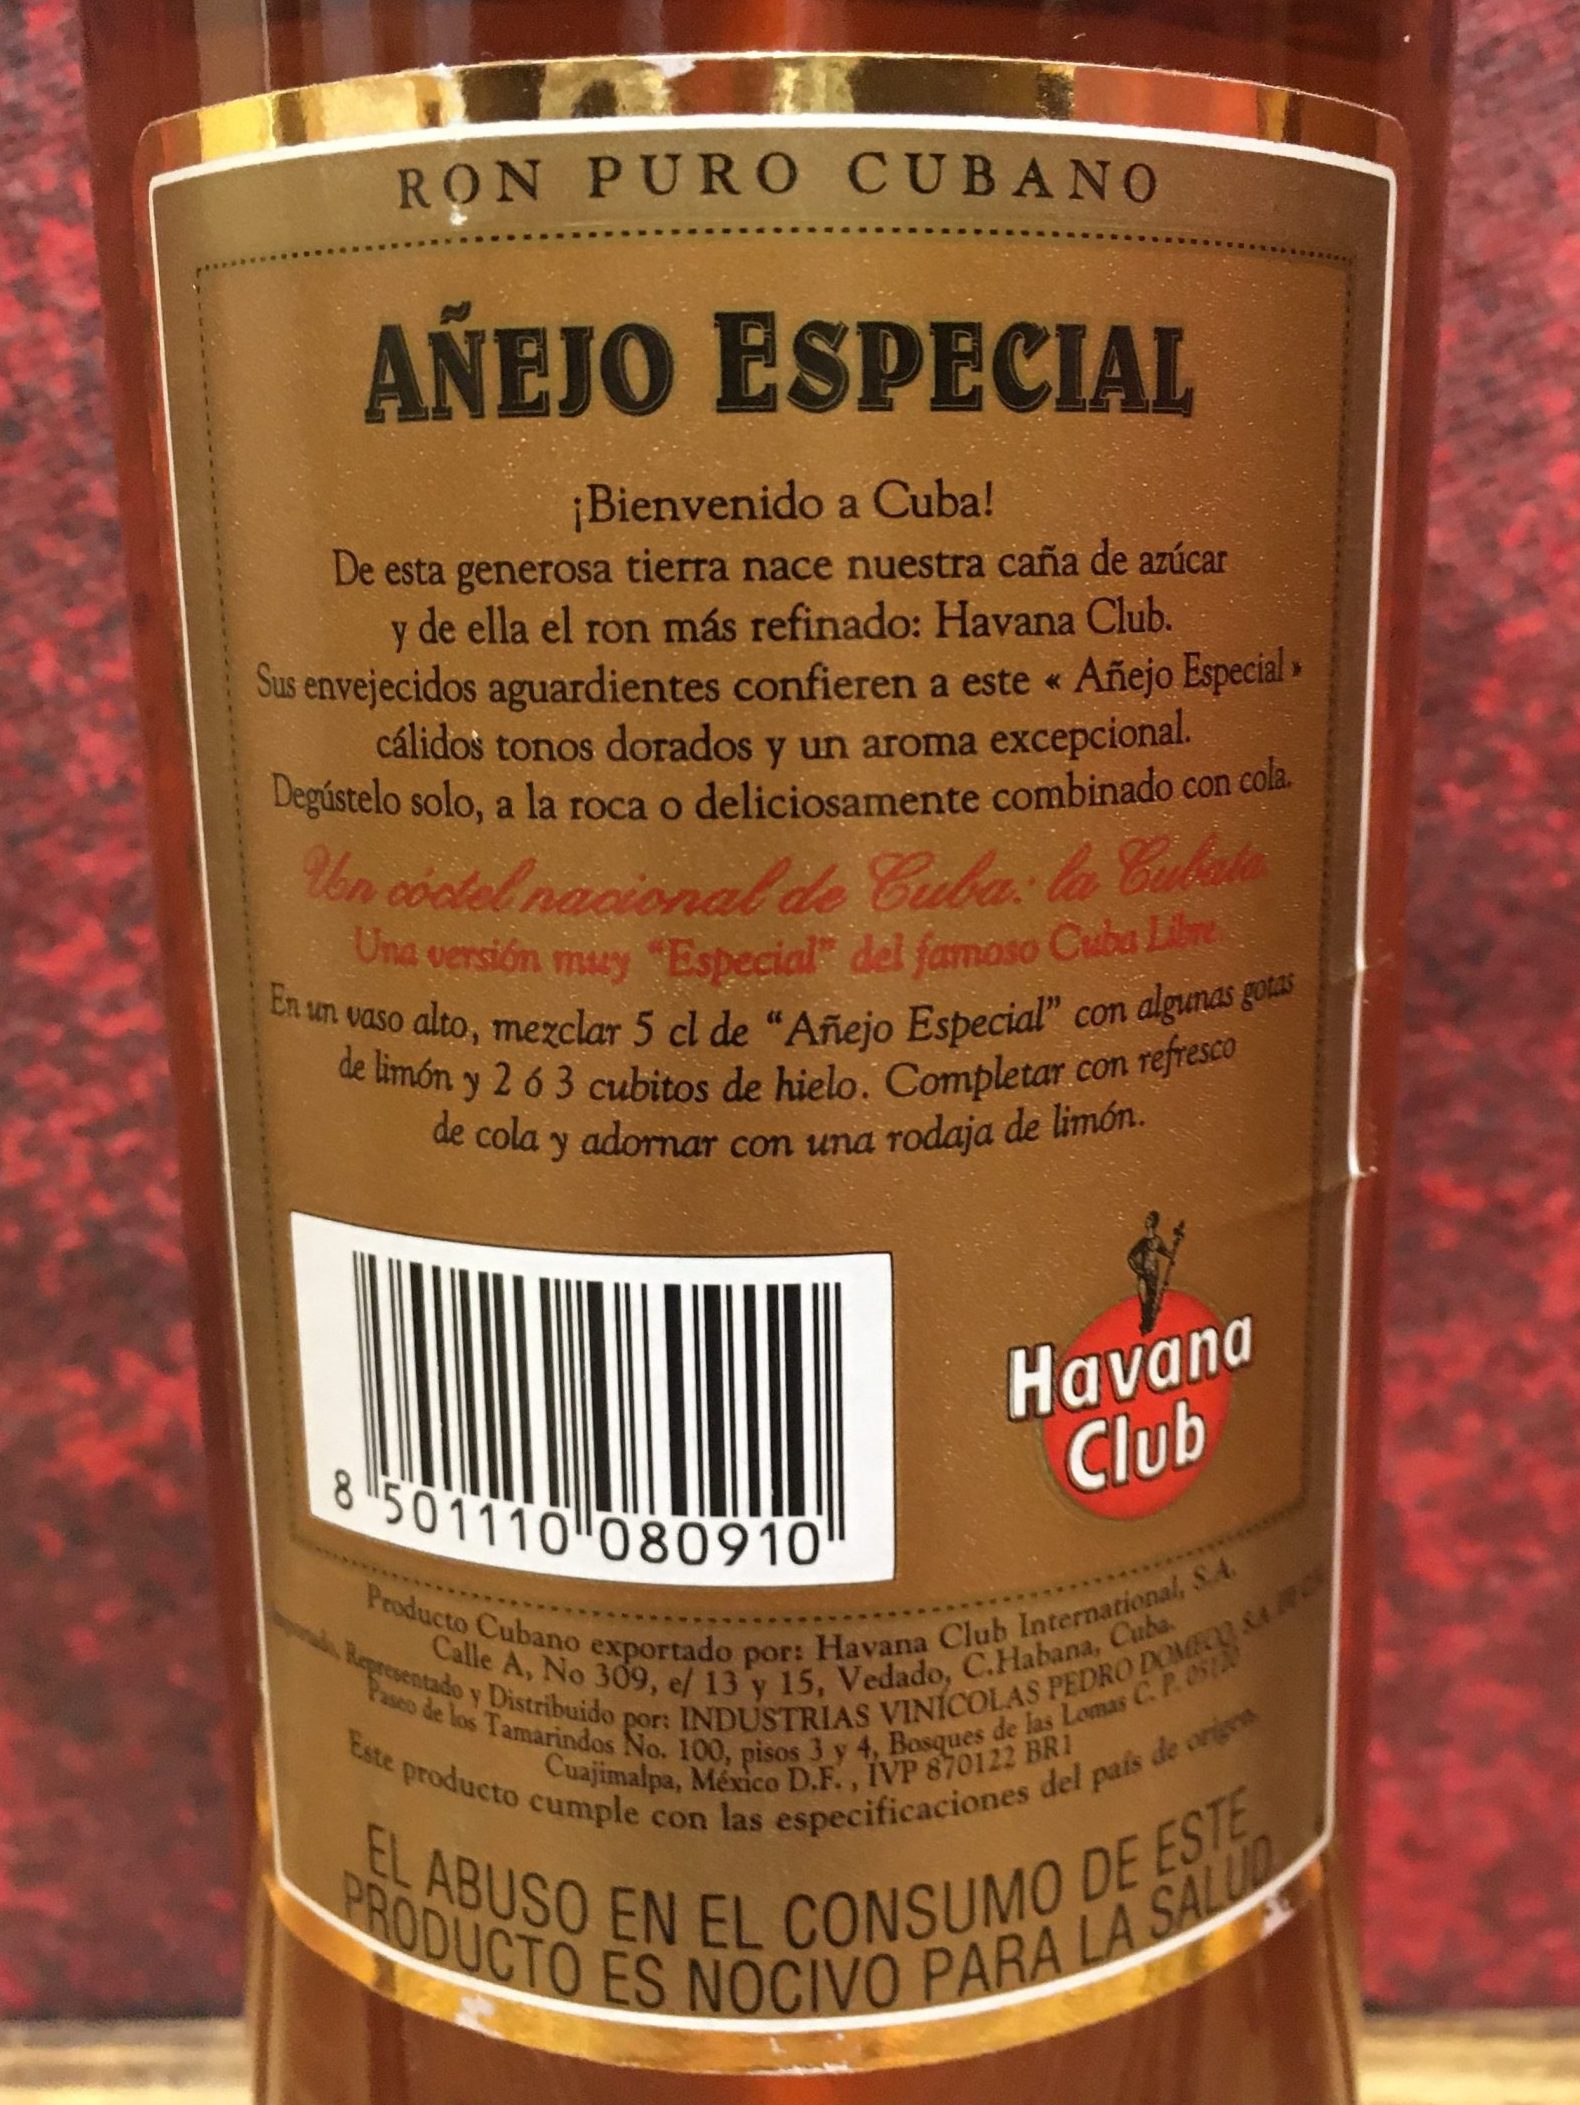 RON PURO CUBANO
AÑEJO ESPECIAL
¡Bienvenido a Cuba!
De esta generosa tierra nace nuestra caña de azúcar
y de ella el ron más refinado: Havana Club.
Sus envejecidos aguardientes confieren a este « Añejo Especial »
cálidos tonos dorados y un aroma excepcional.
Degústelo solo, a la roca o deliciosamente combinado con cola.
Un cóctel nacional de Cuba: la Cubata.
Una versión muy "Especial" del famoso Cuba Libre.
En un vaso alto, mezclar 5 cl de "Añejo Especial" con algunas gotas
de limón y 2 ó 3 cubitos de hielo. Completar con refresco
de cola y adornar con una rodaja de limón.
Havana
Club
8 501110 080910
Producto Cubano exportado por: Havana Club International, S.A.
Calle A, No 309, e/ 13 y 15, Vedado, C.Habana, Cuba.
Importado, Representado y Distribuido por: INDUSTRIAS VINÍCOLAS PEDRO DOMECQ, S.A. DE C.V.
Paseo de los Tamarindos No. 100, pisos 3 y 4, Bosques de las Lomas C. P. 05120
Cuajimalpa, México D.F. , IVP 870122 BR1
Este producto cumple con las especificaciones del país de origen
EL ABUSO EN EL CONSUMO DE ESTE
PRODUCTO ES NOCIVO PARA LA SALUD